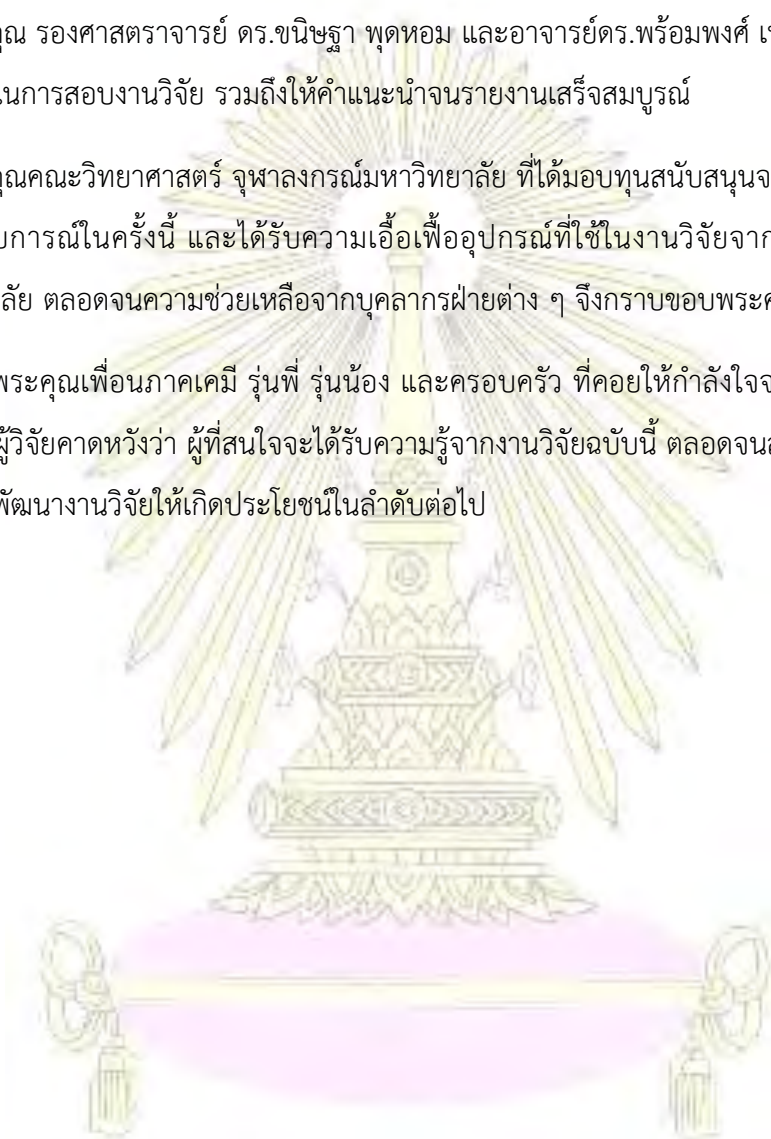 รองศาสตราจารย์ ดร.ขนิษฐา พุดหอม และอาจารย์ดร.พร้อมพงศ์
ในการสอบงานวิจัย รวมถึงให้คำแนะนำจนรายงานเสร็จสมบูรณ์
คุณคณะวิทยาศาสตร์ จุฬาลงกรณ์มหาวิทยาลัย ที่ได้มอบทุนสนับสนุนจ
บการณ์ในครั้งนี้ และได้รับความเอื้อเฟื้ออุปกรณ์ที่ใช้ในงานวิจัยจาก
ลัย ตลอดจนความช่วยเหลือจากบุคลากรฝ่ายต่าง ๆ จึงกราบขอบพระ
พระคุณเพื่อนภาคเคมี รุ่นพี่ รุ่นน้อง และครอบครัว ที่คอยให้กำลังใจจ
ผู้วิจัยคาดหวังว่า ผู้ที่สนใจจะได้รับความรู้จากงานวิจัยฉบับนี้ ตลอดจน
พัฒนางานวิจัยให้เกิดประโยชน์ในลำดับต่อไป